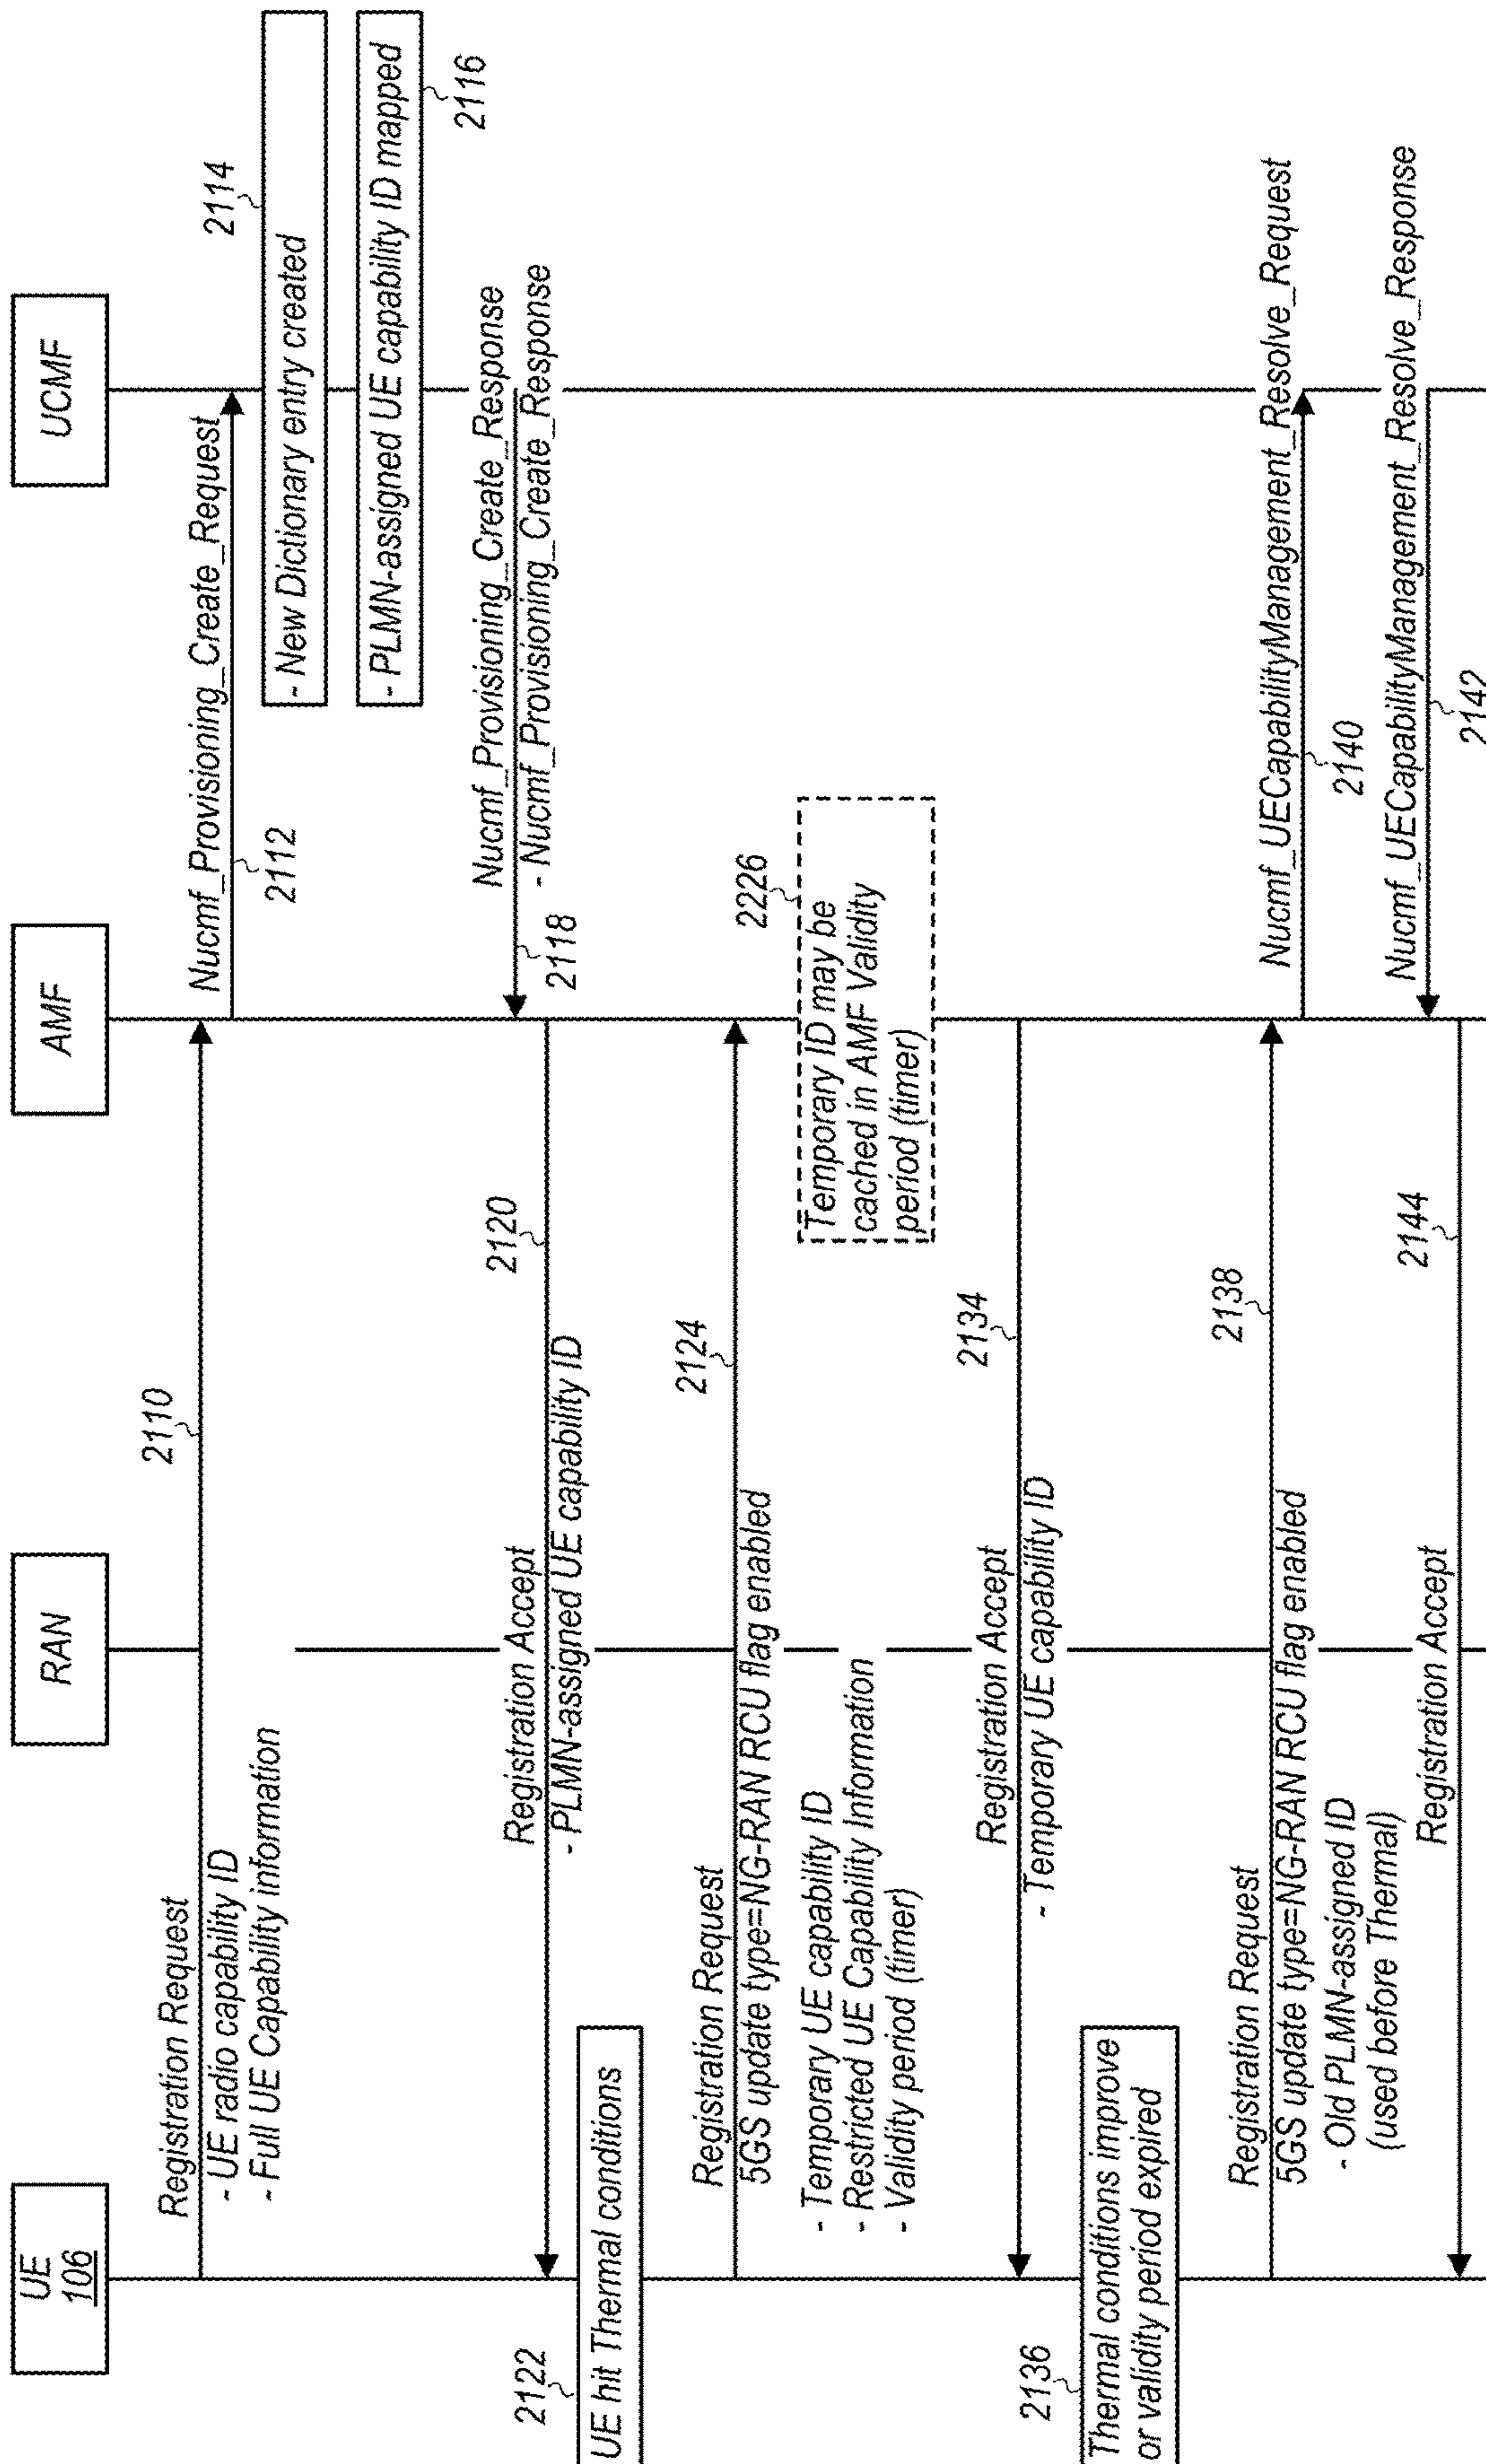 UE
106
RAN
AMF
UCMF
Registration Request
- UE radio capability ID
- Full UE Capability information
2110
Nucmf_Provisioning_Create_Request
2112
2114
- New Dictionary entry created
- PLMN-assigned UE capability ID mapped
2116
Nucmf_Provisioning_Create_Response
- Nucmf_Provisioning_Create_Response
2118
Registration Accept
- PLMN-assigned UE capability ID
2120
2122
UE hit Thermal conditions
Registration Request
5GS update type=NG-RAN RCU flag enabled
- Temporary UE capability ID
- Restricted UE Capability Information
- Validity period (timer)
2124
2226
Temporary ID may be
cached in AMF Validity
period (timer)
Registration Accept
- Temporary UE capability ID
2134
2136
Thermal conditions improve
or validity period expired
Registration Request
5GS update type=NG-RAN RCU flag enabled
- Old PLMN-assigned ID
(used before Thermal)
2138
Nucmf_UECapabilityManagement_Resolve_Request
2140
Nucmf_UECapabilityManagement_Resolve_Response
2142
Registration Accept
2144